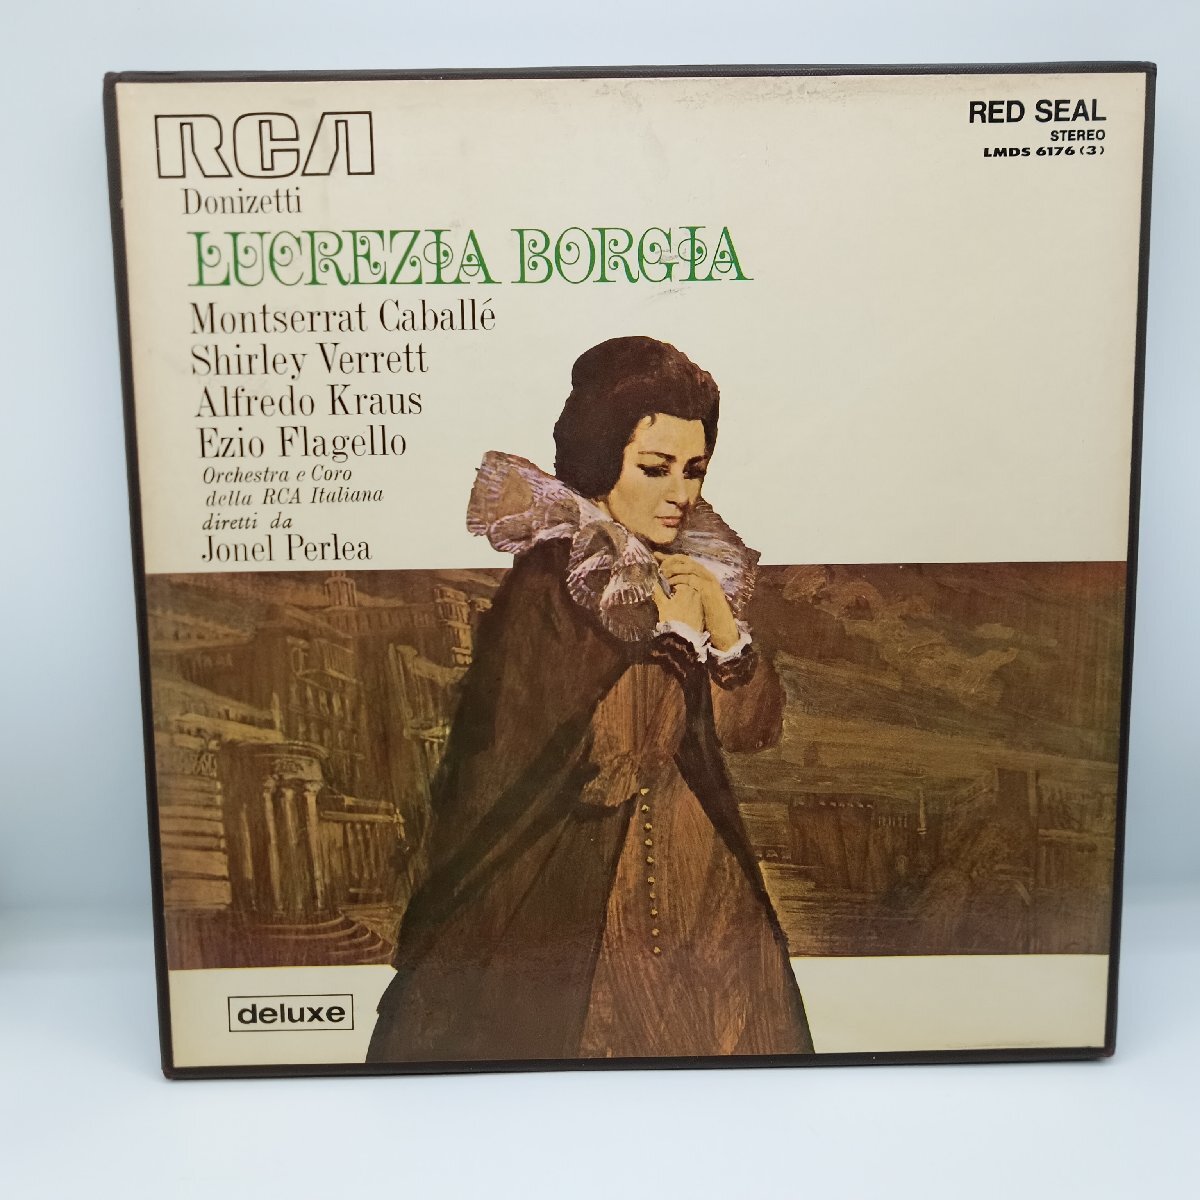 RCA
RED SEAL
STEREO
LMDS 6176 (3)
Donizetti
LUCREZIA BORGIA
Montserrat Caballé
Shirley Verrett
Alfredo Kraus
Ezio Flagello
Orchestra e Coro
della RCA Italiana
diretti da
Jonel Perlea
deluxe